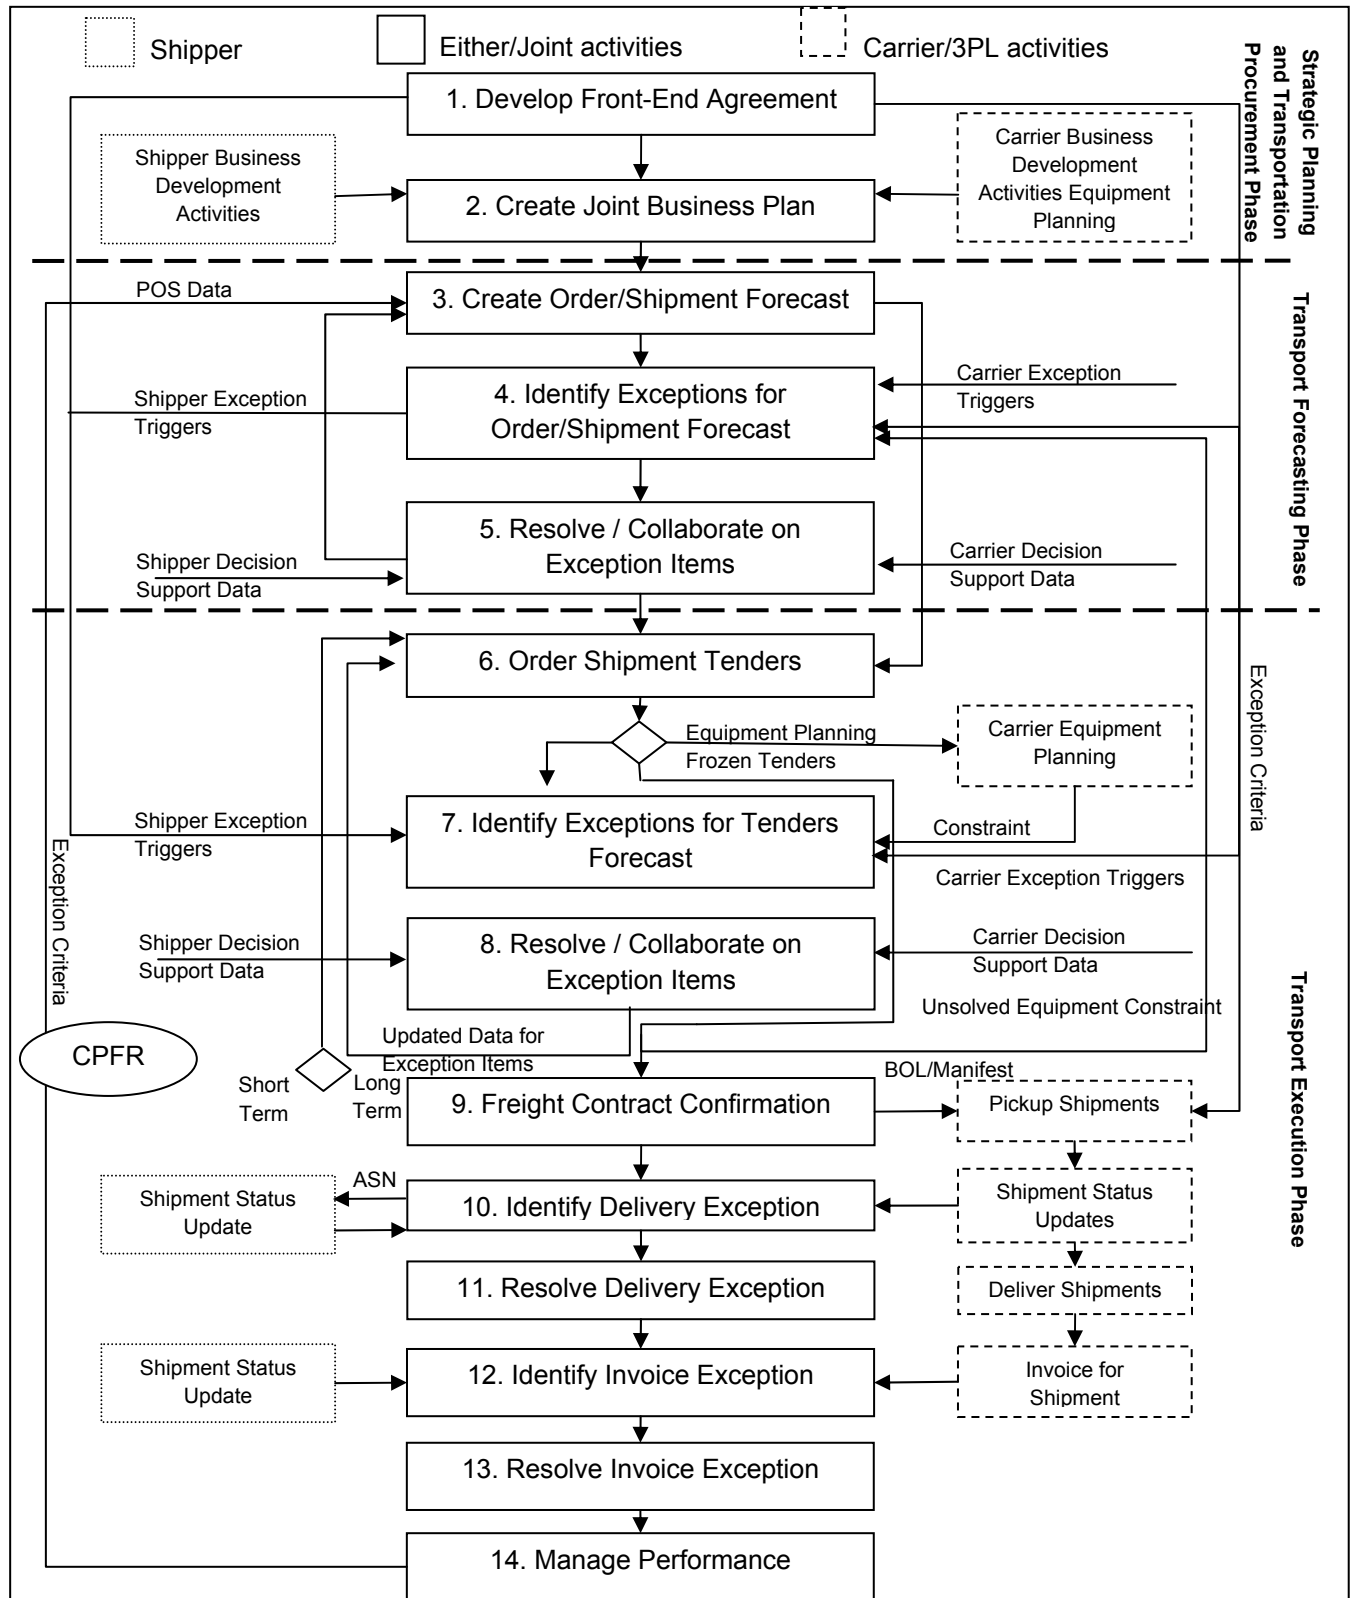 Shipper
Either/Joint activities
Carrier/3PL activities
Strategic Planning
and Transportation
Procurement Phase
1. Develop Front-End Agreement
Shipper Business
Development
Activities
2. Create Joint Business Plan
Carrier Business
Development
Activities Equipment
Planning
POS Data
3. Create Order/Shipment Forecast
Transport Forecasting Phase
Shipper Exception
Triggers
4. Identify Exceptions for
Order/Shipment Forecast
Carrier Exception
Triggers
Shipper Decision
Support Data
5. Resolve / Collaborate on
Exception Items
Carrier Decision
Support Data
6. Order Shipment Tenders
Exception Criteria
Equipment Planning
Frozen Tenders
Carrier Equipment
Planning
Shipper Exception
Triggers
7. Identify Exceptions for Tenders
Forecast
Constraint
Carrier Exception Triggers
Exception Criteria
Shipper Decision
Support Data
8. Resolve / Collaborate on
Exception Items
Carrier Decision
Support Data
Unsolved Equipment Constraint
Transport Execution Phase
CPFR
Updated Data for
Exception Items
Short
Term
Long
Term
BOL/Manifest
9. Freight Contract Confirmation
Pickup Shipments
ASN
Shipment Status
Update
10. Identify Delivery Exception
Shipment Status
Updates
11. Resolve Delivery Exception
Deliver Shipments
Shipment Status
Update
12. Identify Invoice Exception
Invoice for
Shipment
13. Resolve Invoice Exception
14. Manage Performance